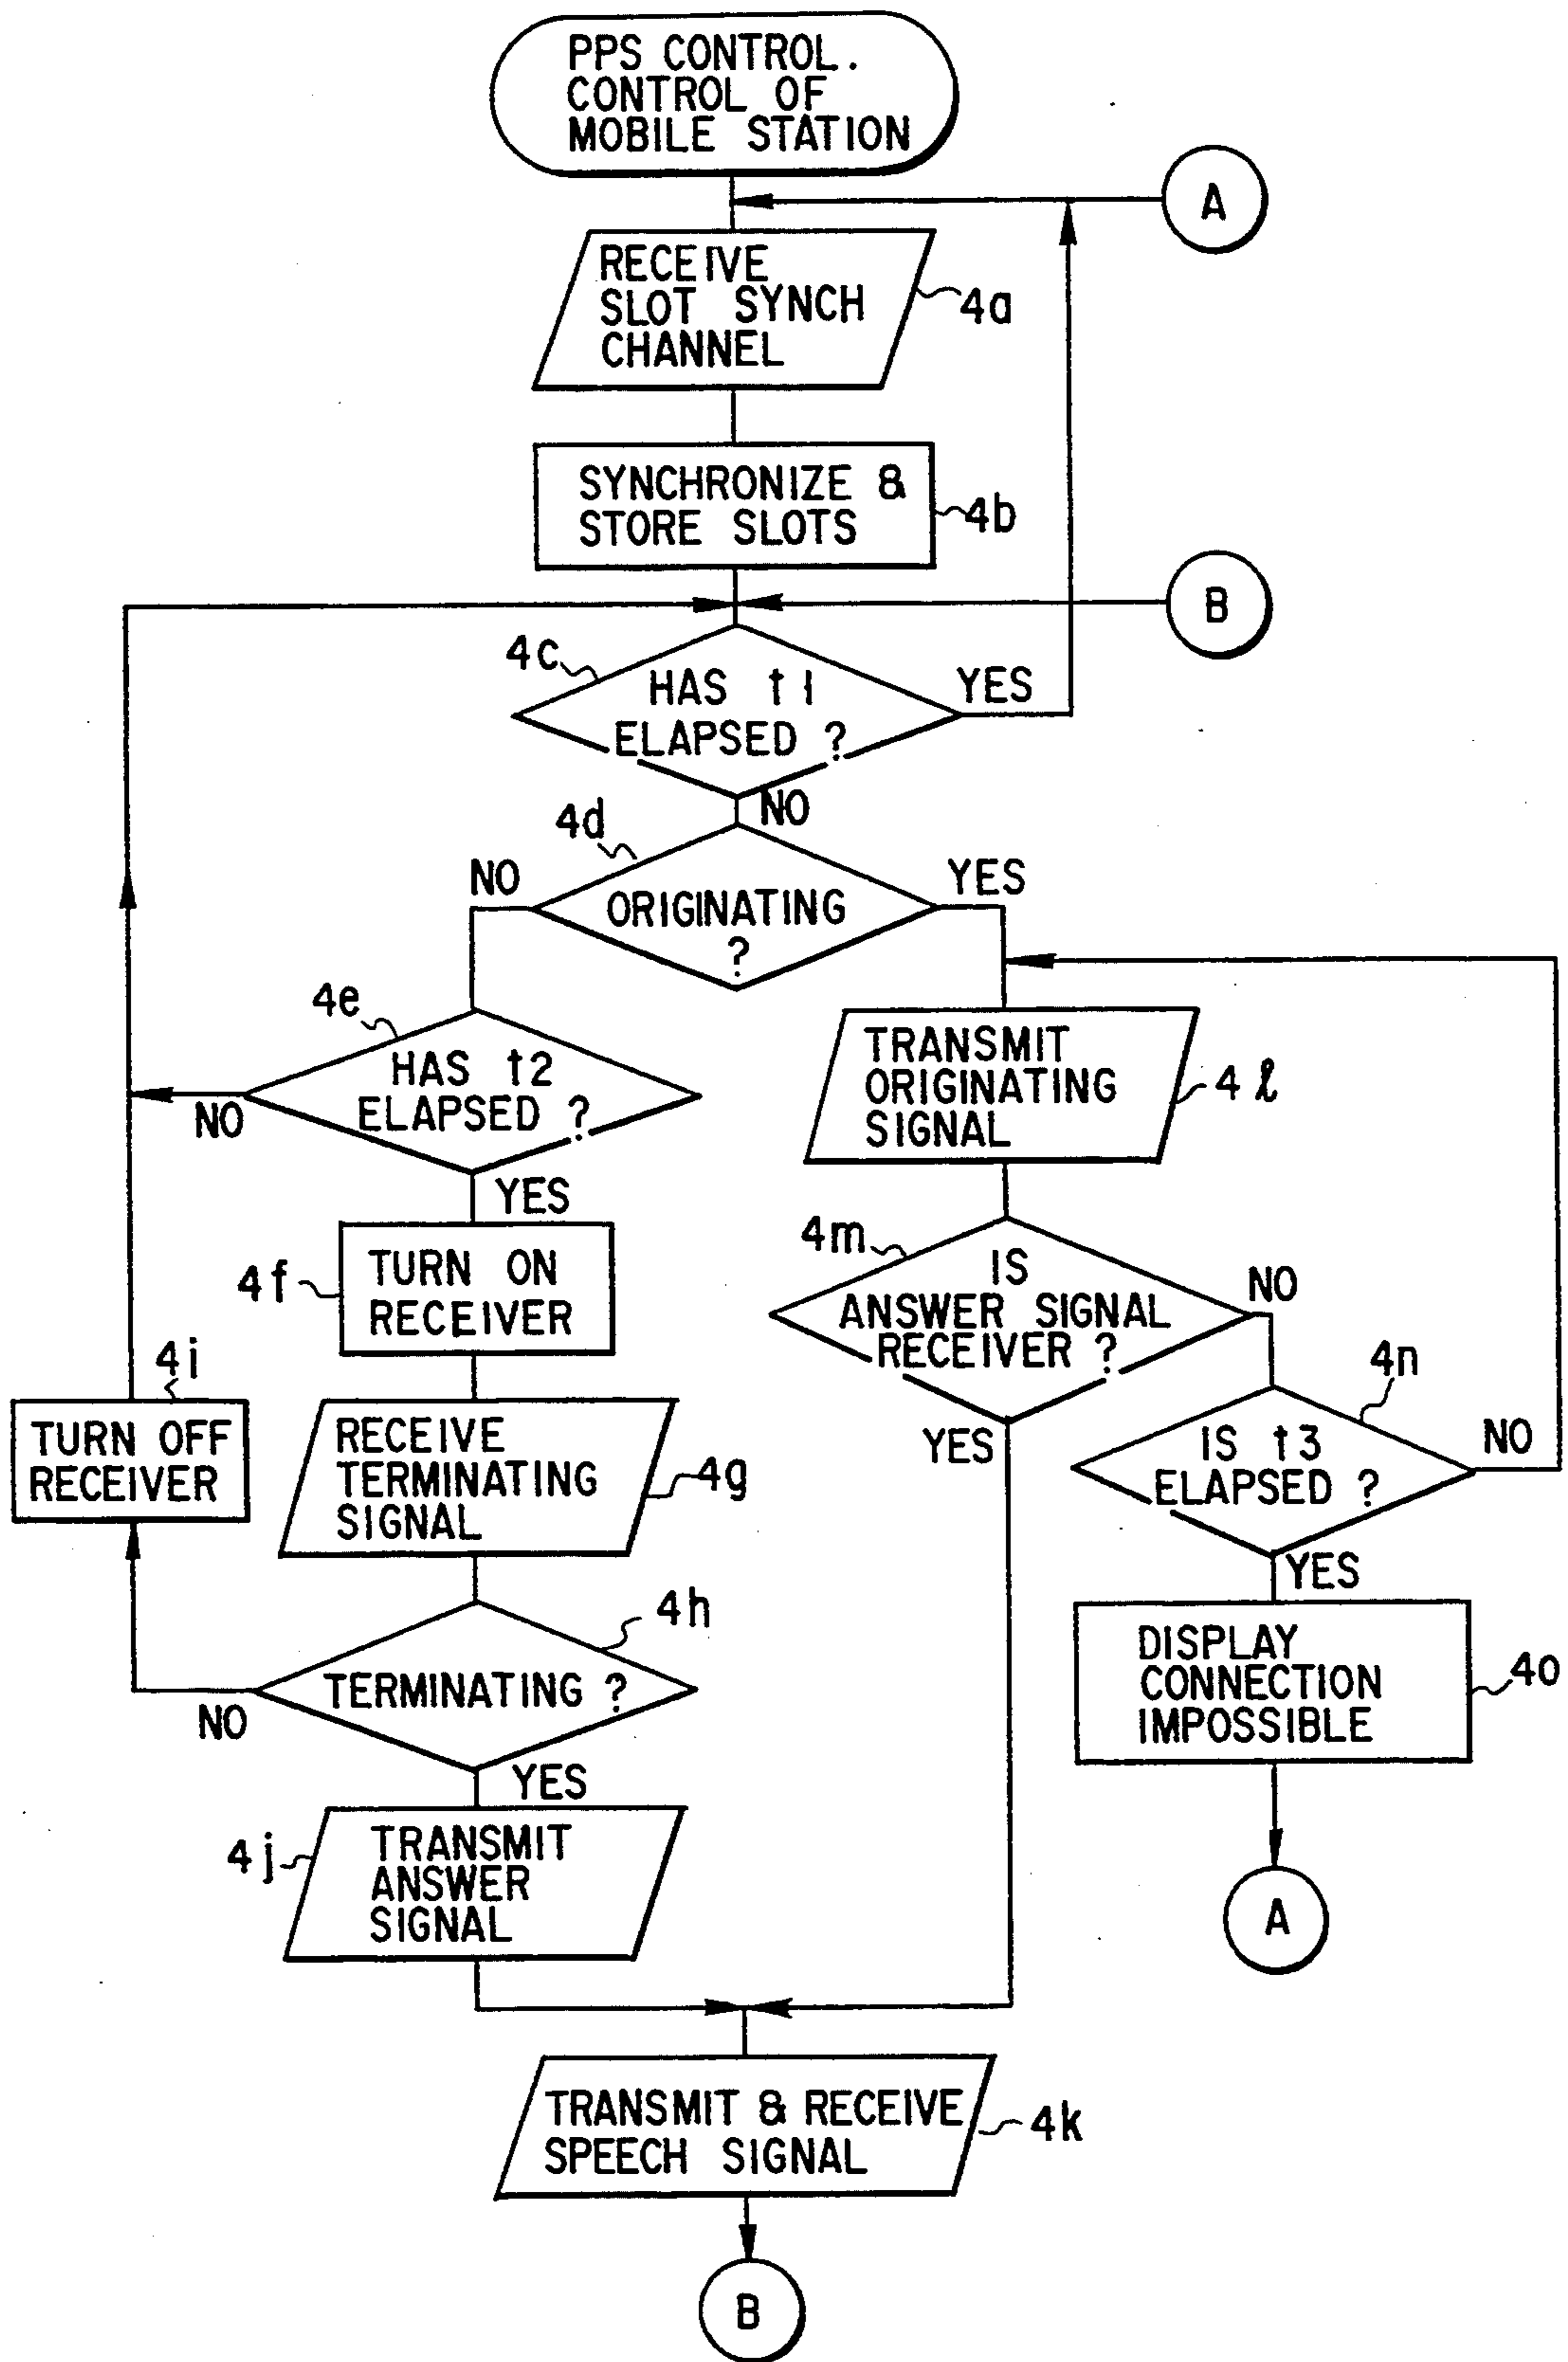 PPS CONTROL.
CONTROL OF
MOBILE STATION
A
RECEIVE
SLOT SYNCH
CHANNEL
4a
SYNCHRONIZE &
STORE SLOTS
4b
B
4c
HAS t1
ELAPSED ?
YES
NO
4d
ORIGINATING
?
NO
YES
4e
HAS t2
ELAPSED ?
NO
YES
TRANSMIT
ORIGINATING
SIGNAL
4ℓ
4f
TURN ON
RECEIVER
4m
IS
ANSWER SIGNAL
RECEIVER ?
NO
YES
4i
TURN OFF
RECEIVER
RECEIVE
TERMINATING
SIGNAL
4g
4n
IS t3
ELAPSED ?
NO
YES
4h
TERMINATING ?
NO
YES
DISPLAY
CONNECTION
IMPOSSIBLE
4o
4j
TRANSMIT
ANSWER
SIGNAL
A
TRANSMIT & RECEIVE
SPEECH SIGNAL
4k
B